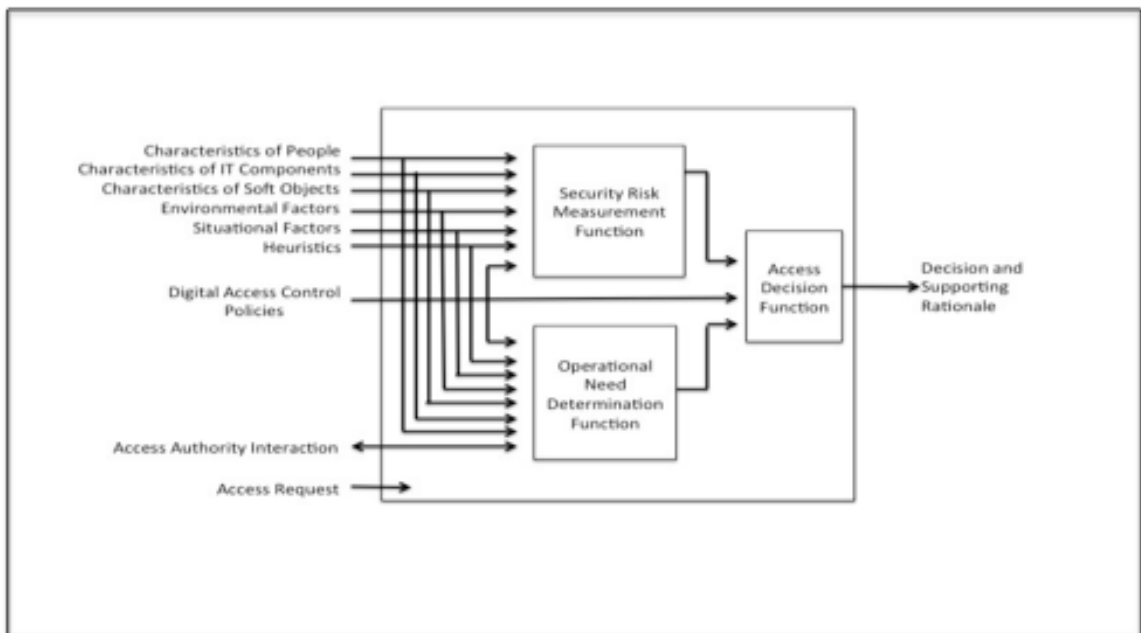 Characteristics of People
Characteristics of IT Components
Characteristics of Soft Objects
Environmental Factors
Situational Factors
Heuristics
Digital Access Control
Policies
Access Authority Interaction
Access Request
Security Risk
Measurement
Function
Operational
Need
Determination
Function
Access
Decision
Function
Decision and
Supporting
Rationale